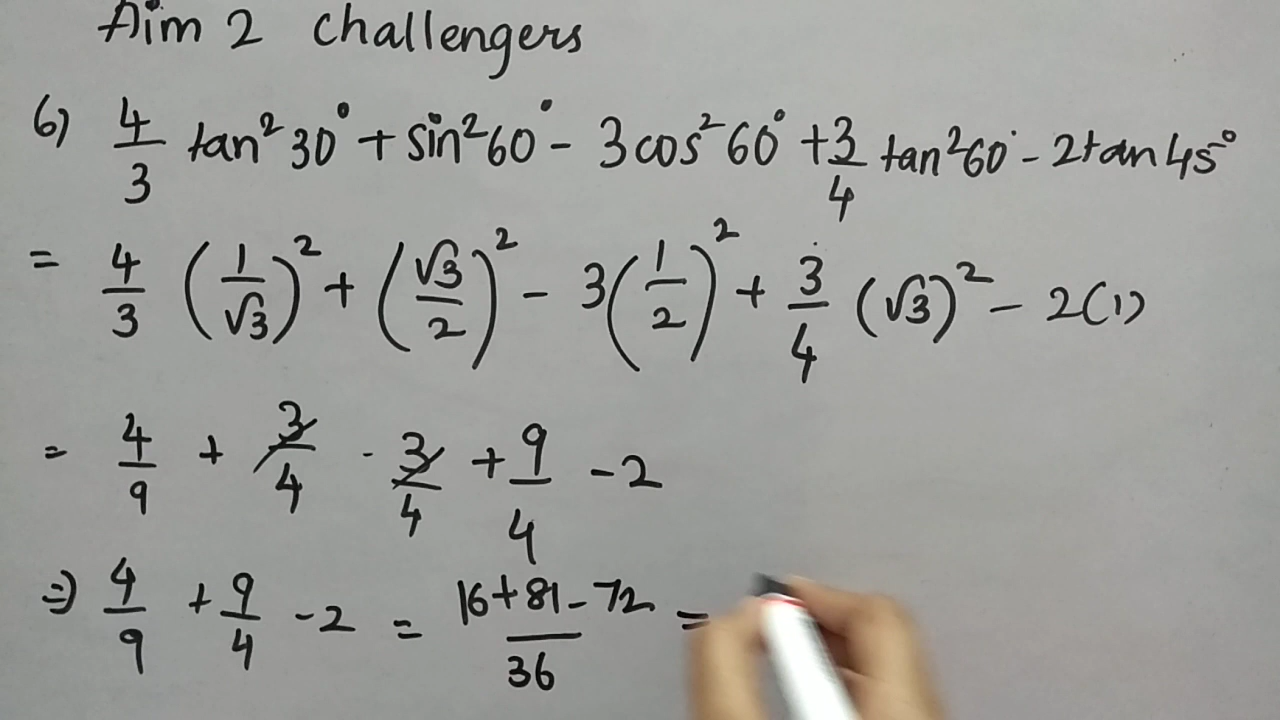 Aim 2 challengers
6) 4/3 tan²30° + sin²60° - 3cos²60° + 3/4 tan²60° - 2tan45°
= 4/3 (1/√3)² + (√3/2)² - 3(1/2)² + 3/4 (√3)² - 2(1)
= 4/9 + 3/4 - 3/4 + 9/4 - 2
⇒ 4/9 + 9/4 - 2 = 16+81-72/36 =